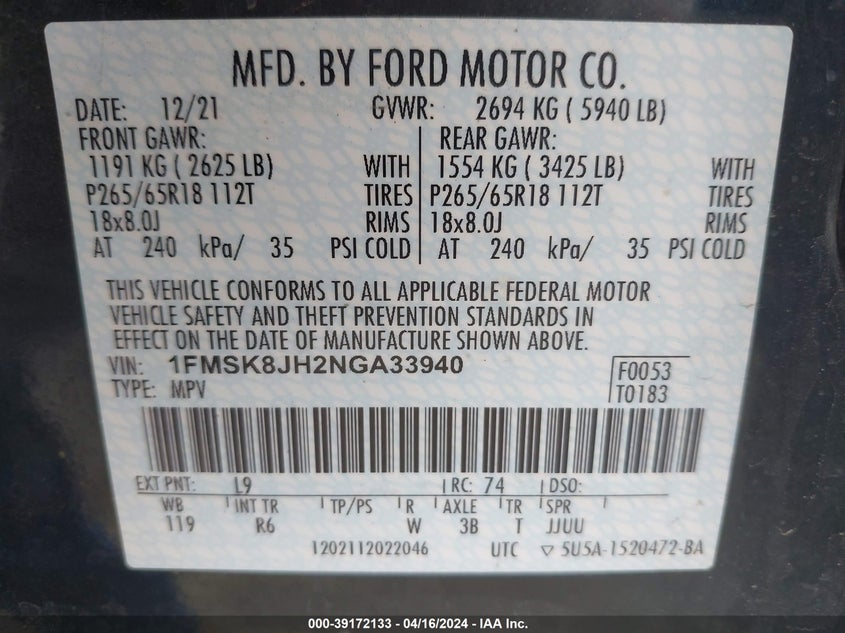 MFD. BY FORD MOTOR CO.
DATE: 12/21 GVWR: 2694 KG ( 5940 LB)
FRONT GAWR: REAR GAWR:
1191 KG ( 2625 LB) WITH 1554 KG ( 3425 LB) WITH
P265/65R18 112T TIRES P265/65R18 112T TIRES
18x8.0J RIMS 18x8.0J RIMS
AT 240 kPa/ 35 PSI COLD AT 240 kPa/ 35 PSI COLD
THIS VEHICLE CONFORMS TO ALL APPLICABLE FEDERAL MOTOR
VEHICLE SAFETY AND THEFT PREVENTION STANDARDS IN
EFFECT ON THE DATE OF MANUFACTURE SHOWN ABOVE.
VIN: 1FMSK8JH2NGA33940 F0053
TYPE: MPV T0183
EXT PNT: L9 RC: 74 DSO:
WB INT TR TP/PS R AXLE TR SPR
119 R6 W 3B T JJUU
1202112022046 UTC ▽ 5U5A-1520472-BA
000-39172133 - 04/16/2024 - IAA Inc.